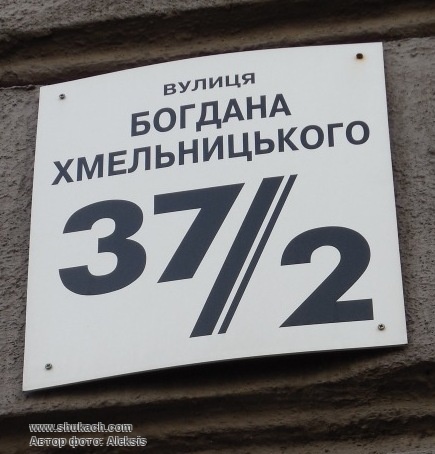 ВУЛИЦЯ
БОГДАНА
ХМЕЛЬНИЦЬКОГО
37//2
www.shukach.com
Автор фото: Aleksis